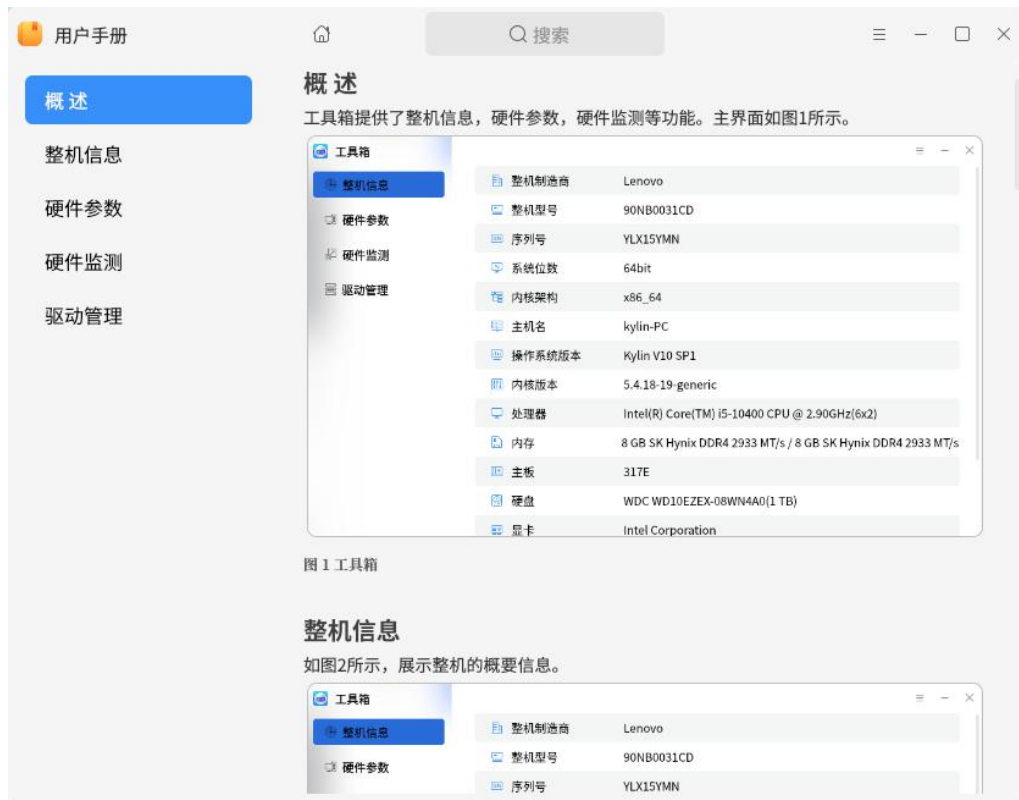 用户手册
搜索
概 述
整机信息
硬件参数
硬件监测
驱动管理
概 述
工具箱提供了整机信息，硬件参数，硬件监测等功能。主界面如图1所示。
工具箱
整机信息
硬件参数
硬件监测
驱动管理
整机制造商 Lenovo
整机型号 90NB0031CD
序列号 YLX15YMN
系统位数 64bit
内核架构 x86_64
主机名 kylin-PC
操作系统版本 Kylin V10 SP1
内核版本 5.4.18-19-generic
处理器 Intel(R) Core(TM) i5-10400 CPU @ 2.90GHz(6x2)
内存 8 GB SK Hynix DDR4 2933 MT/s / 8 GB SK Hynix DDR4 2933 MT/s
主板 317E
硬盘 WDC WD10EZEX-08WN4A0(1 TB)
显卡 Intel Corporation
图 1 工具箱
整机信息
如图2所示，展示整机的概要信息。
工具箱
整机信息
硬件参数
整机制造商 Lenovo
整机型号 90NB0031CD
序列号 YLX15YMN